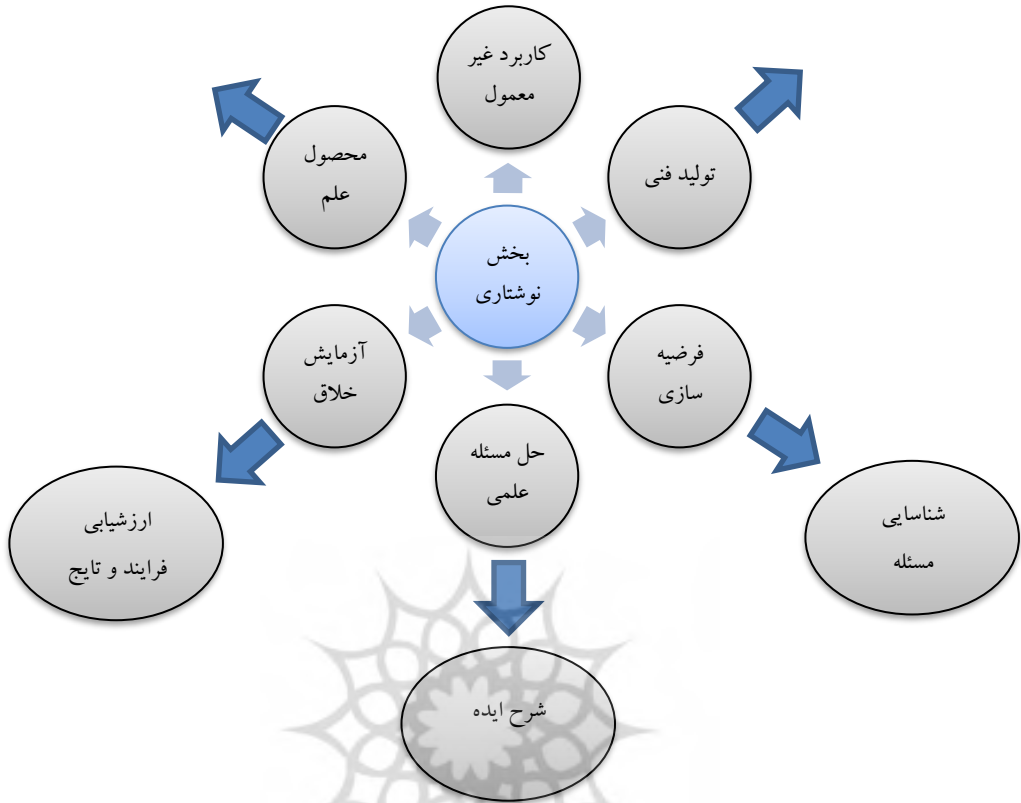 کاربرد غیر
معمول
تولید فنی
محصول
علم
بخش
نوشتاری
فرضیه
سازی
آزمایش
خلاق
حل مسئله
علمی
شناسایی
مسئله
ارزشیابی
فرایند و تایج
شرح ایده